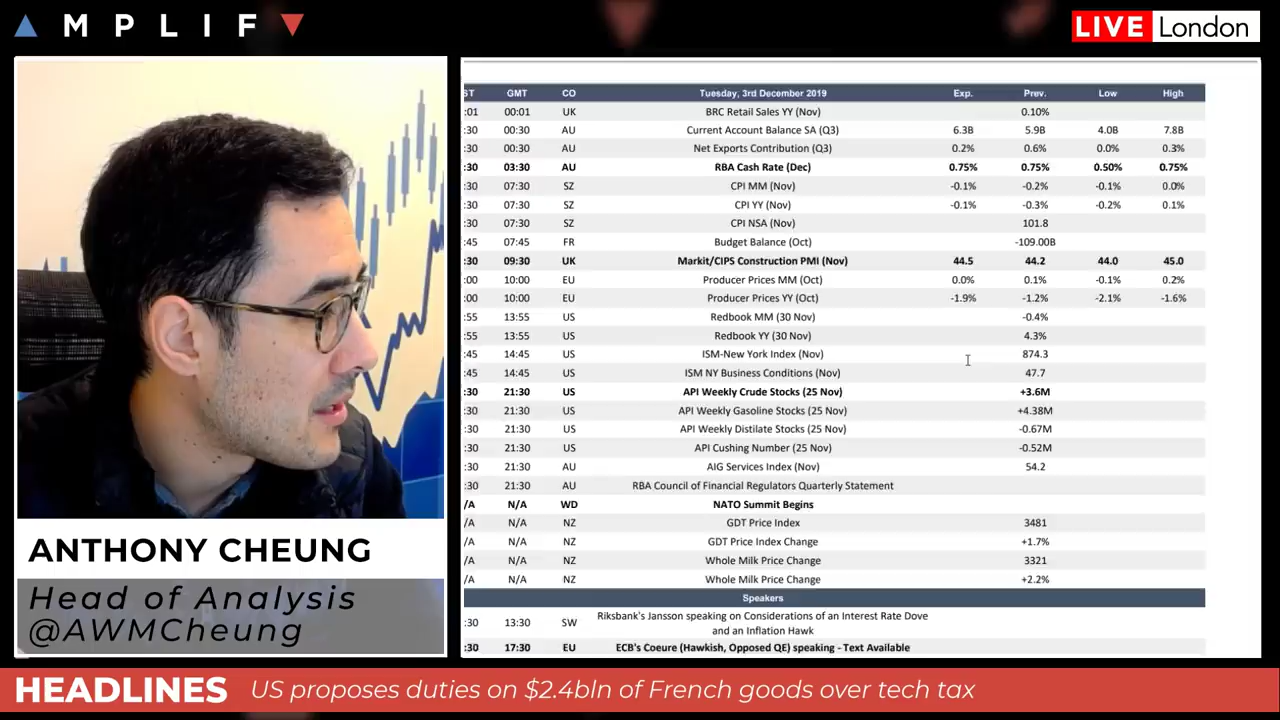 MPLIF
LIVE London
ST GMT CO Tuesday, 3rd December 2019 Exp. Prev. Low High
:01 00:01 UK BRC Retail Sales YY (Nov) 0.10%
:30 00:30 AU Current Account Balance SA (Q3) 6.3B 5.9B 4.0B 7.8B
:30 00:30 AU Net Exports Contribution (Q3) 0.2% 0.6% 0.0% 0.3%
:30 03:30 AU RBA Cash Rate (Dec) 0.75% 0.75% 0.50% 0.75%
:30 07:30 SZ CPI MM (Nov) -0.1% -0.2% -0.1% 0.0%
:30 07:30 SZ CPI YY (Nov) -0.1% -0.3% -0.2% 0.1%
:30 07:30 SZ CPI NSA (Nov) 101.8
:45 07:45 FR Budget Balance (Oct) -109.00B
:30 09:30 UK Markit/CIPS Construction PMI (Nov) 44.5 44.2 44.0 45.0
:00 10:00 EU Producer Prices MM (Oct) 0.0% 0.1% -0.1% 0.2%
:00 10:00 EU Producer Prices YY (Oct) -1.9% -1.2% -2.1% -1.6%
:55 13:55 US Redbook MM (30 Nov) -0.4%
:55 13:55 US Redbook YY (30 Nov) 4.3%
:45 14:45 US ISM-New York Index (Nov) 874.3
:45 14:45 US ISM NY Business Conditions (Nov) 47.7
:30 21:30 US API Weekly Crude Stocks (25 Nov) +3.6M
:30 21:30 US API Weekly Gasoline Stocks (25 Nov) +4.38M
:30 21:30 US API Weekly Distilate Stocks (25 Nov) -0.67M
:30 21:30 US API Cushing Number (25 Nov) -0.52M
:30 21:30 AU AIG Services Index (Nov) 54.2
:30 21:30 AU RBA Council of Financial Regulators Quarterly Statement
/A N/A WD NATO Summit Begins
/A N/A NZ GDT Price Index 3481
/A N/A NZ GDT Price Index Change +1.7%
/A N/A NZ Whole Milk Price Change 3321
/A N/A NZ Whole Milk Price Change +2.2%
Speakers
:30 13:30 SW Riksbank's Jansson speaking on Considerations of an Interest Rate Dove
and an Inflation Hawk
:30 17:30 EU ECB's Coeure (Hawkish, Opposed QE) speaking - Text Available
ANTHONY CHEUNG
Head of Analysis
@AWMCheung
HEADLINES US proposes duties on $2.4bln of French goods over tech tax